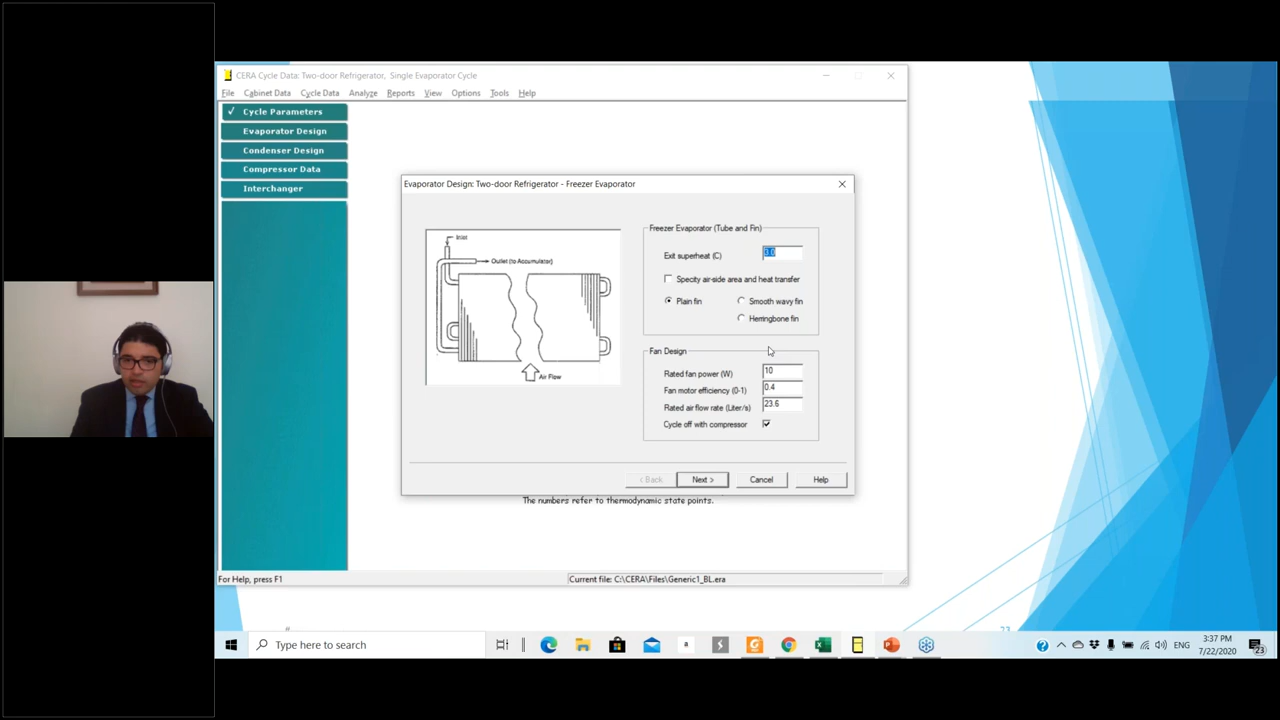 CERA Cycle Data: Two-door Refrigerator, Single Evaporator Cycle
File Cabinet Data Cycle Data Analyze Reports View Options Tools Help
✓ Cycle Parameters
Evaporator Design
Condenser Design
Compressor Data
Interchanger
Evaporator Design: Two-door Refrigerator - Freezer Evaporator
Inlet
Outlet (to Accumulator)
Air Flow
Freezer Evaporator (Tube and Fin)
Exit superheat (C) 0.0
Specity air-side area and heat transfer
Plain fin Smooth wavy fin
Herringbone fin
Fan Design
Rated fan power (W) 10
Fan motor efficiency (0-1) 0.4
Rated air flow rate (Liter/s) 23.6
Cycle off with compressor
< Back Next > Cancel Help
The numbers refer to thermodynamic state points.
For Help, press F1 Current file: C:\CERA\Files\Generic1_BL.era
Type here to search
ENG
3:37 PM
7/22/2020
23